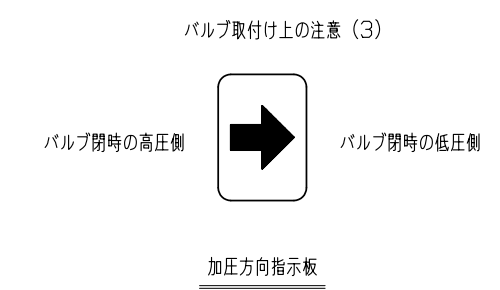 バルブ取付け上の注意（3）
バルブ閉時の高圧側
バルブ閉時の低圧側
加圧方向指示板